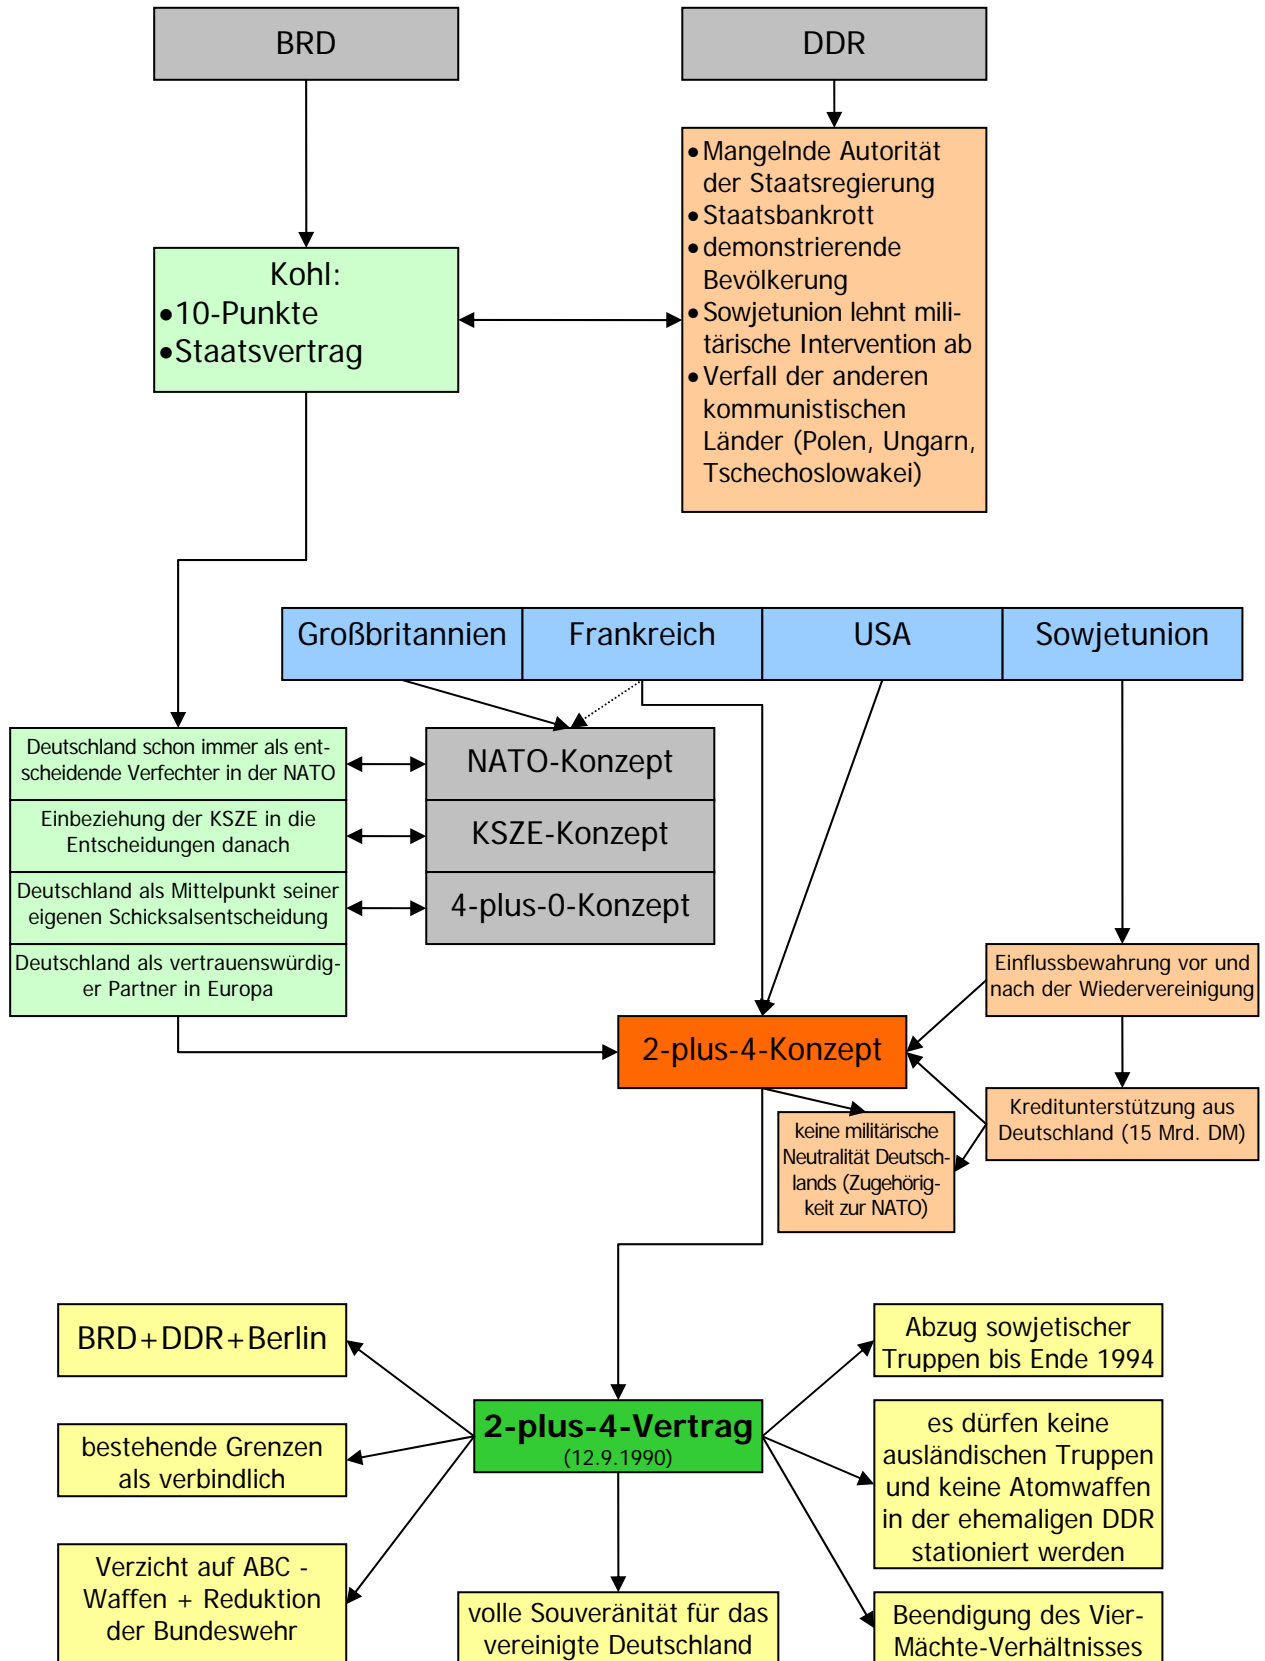 BRD
DDR
• Mangelnde Autorität
der Staatsregierung
• Staatsbankrott
• demonstrierende
Bevölkerung
• Sowjetunion lehnt mili-
tärische Intervention ab
• Verfall der anderen
kommunistischen
Länder (Polen, Ungarn,
Tschechoslowakei)
Kohl:
• 10-Punkte
• Staatsvertrag
Großbritannien
Frankreich
USA
Sowjetunion
Deutschland schon immer als ent-
scheidende Verfechter in der NATO
NATO-Konzept
Einbeziehung der KSZE in die
Entscheidungen danach
KSZE-Konzept
Deutschland als Mittelpunkt seiner
eigenen Schicksalsentscheidung
4-plus-0-Konzept
Deutschland als vertrauenswürdig-
er Partner in Europa
Einflussbewahrung vor und
nach der Wiedervereinigung
2-plus-4-Konzept
Kreditunterstützung aus
Deutschland (15 Mrd. DM)
keine militärische
Neutralität Deutsch-
lands (Zugehörig-
keit zur NATO)
BRD+DDR+Berlin
Abzug sowjetischer
Truppen bis Ende 1994
2-plus-4-Vertrag
(12.9.1990)
bestehende Grenzen
als verbindlich
es dürfen keine
ausländischen Truppen
und keine Atomwaffen
in der ehemaligen DDR
stationiert werden
Verzicht auf ABC -
Waffen + Reduktion
der Bundeswehr
volle Souveränität für das
vereinigte Deutschland
Beendigung des Vier-
Mächte-Verhältnisses